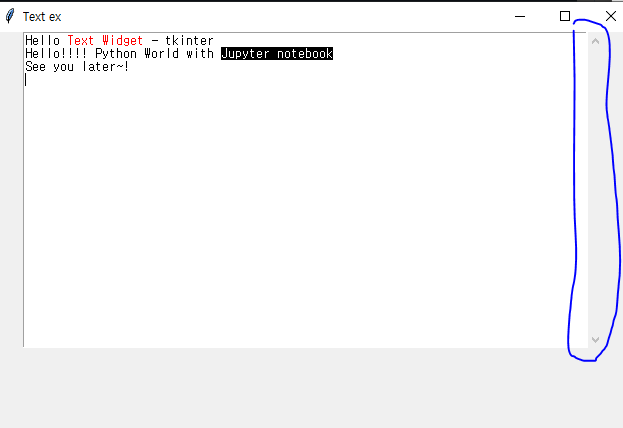 Text ex
Hello Text Widget - tkinter
Hello!!!! Python World with Jupyter notebook
See you later~!